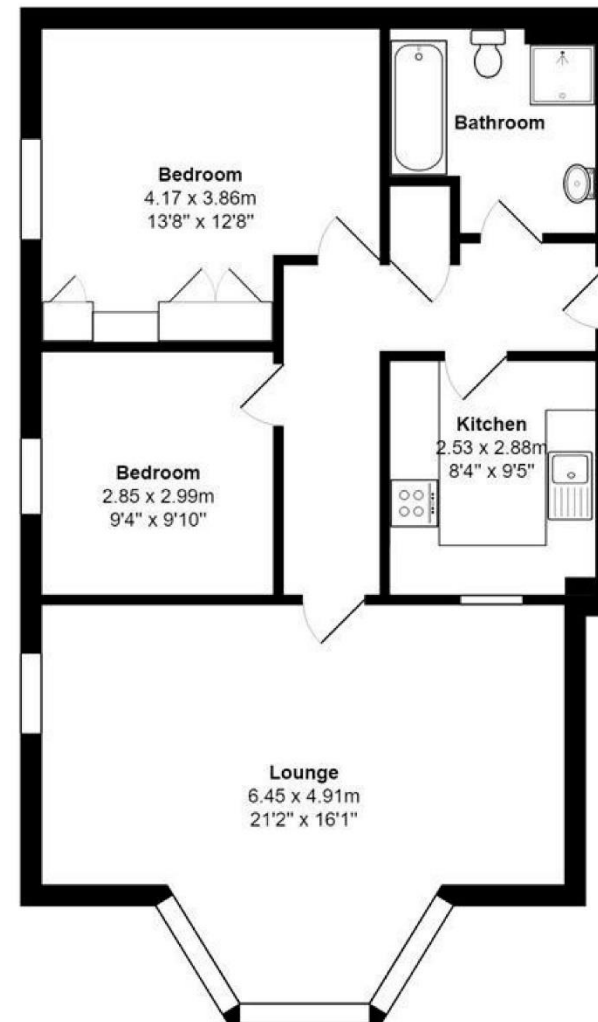 Bathroom
Bedroom
4.17 x 3.86m
13'8" x 12'8"
Kitchen
2.53 x 2.88m
8'4" x 9'5"
Bedroom
2.85 x 2.99m
9'4" x 9'10"
Lounge
6.45 x 4.91m
21'2" x 16'1"